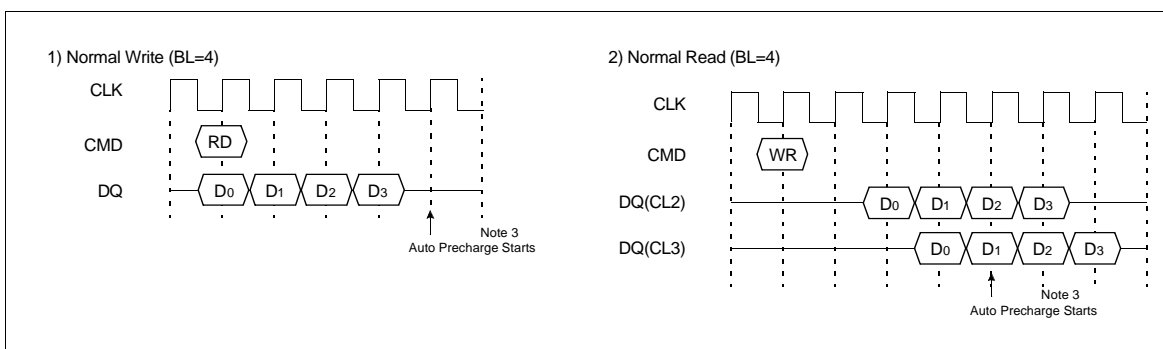 1) Normal Write (BL=4)
CLK
CMD
RD
DQ
D0 D1 D2 D3
Note 3
Auto Precharge Starts
2) Normal Read (BL=4)
CLK
CMD
WR
DQ(CL2)
D0 D1 D2 D3
DQ(CL3)
D0 D1 D2 D3
Note 3
Auto Precharge Starts